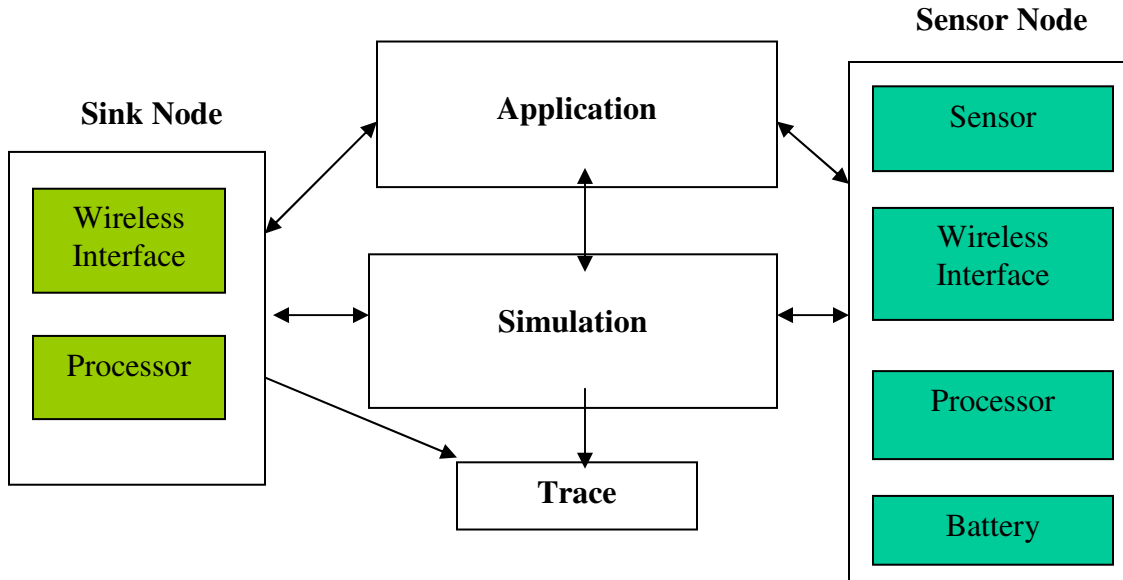 Sensor Node
Application
Sink Node
Sensor
Wireless
Interface
Wireless
Interface
Simulation
Processor
Processor
Trace
Battery